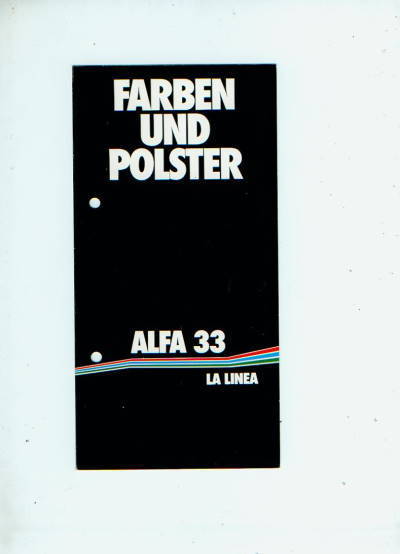 FARBEN
UND
POLSTER
ALFA 33
LA LINEA